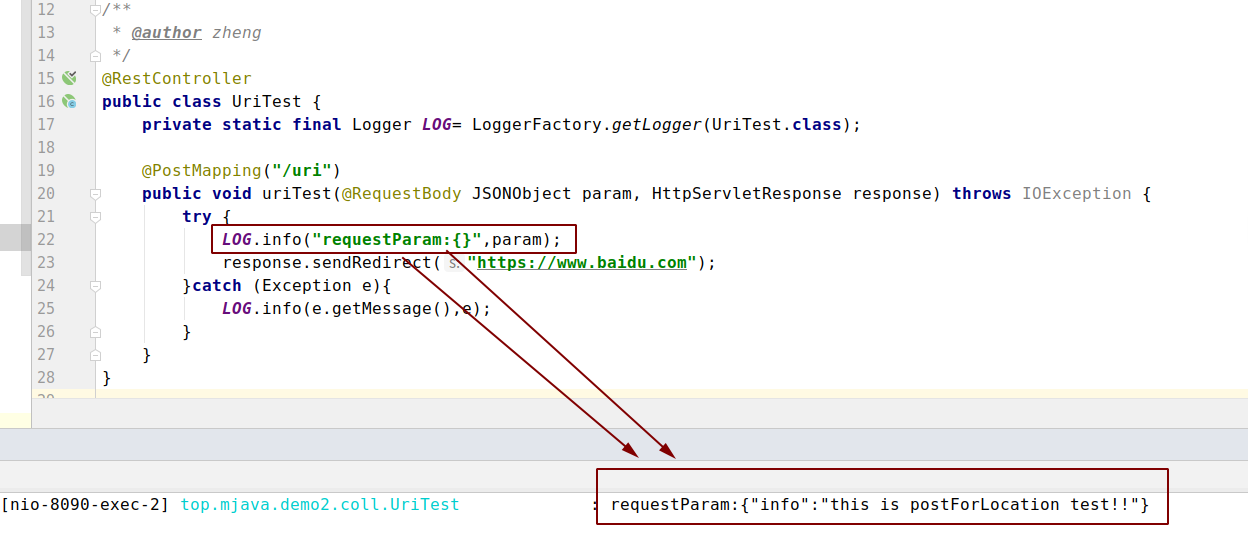 12 /**
13  * @author zheng
14  */
15 @RestController
16 public class UriTest {
17     private static final Logger LOG= LoggerFactory.getLogger(UriTest.class);
18
19     @PostMapping("/uri")
20     public void uriTest(@RequestBody JSONObject param, HttpServletResponse response) throws IOException {
21         try {
22             LOG.info("requestParam:{}",param);
23             response.sendRedirect( s: "https://www.baidu.com");
24         }catch (Exception e){
25             LOG.info(e.getMessage(),e);
26         }
27     }
28 }
29
[nio-8090-exec-2] top.mjava.demo2.coll.UriTest : requestParam:{"info":"this is postForLocation test!!"}